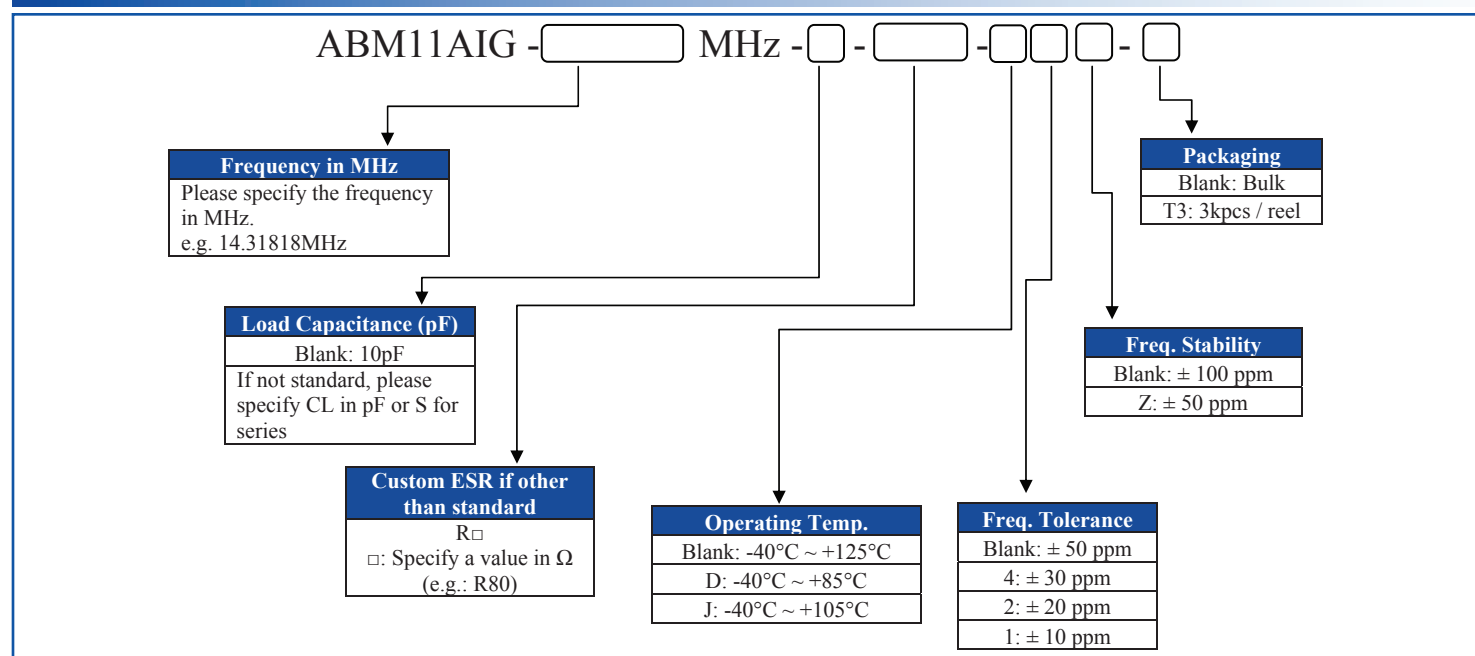 ABM11AIG - MHz - - - -
Frequency in MHz
Please specify the frequency
in MHz.
e.g. 14.31818MHz
Packaging
Blank: Bulk
T3: 3kpcs / reel
Load Capacitance (pF)
Blank: 10pF
If not standard, please
specify CL in pF or S for
series
Freq. Stability
Blank: ± 100 ppm
Z: ± 50 ppm
Custom ESR if other
than standard
R□
□: Specify a value in Ω
(e.g.: R80)
Operating Temp.
Blank: -40°C ~ +125°C
D: -40°C ~ +85°C
J: -40°C ~ +105°C
Freq. Tolerance
Blank: ± 50 ppm
4: ± 30 ppm
2: ± 20 ppm
1: ± 10 ppm